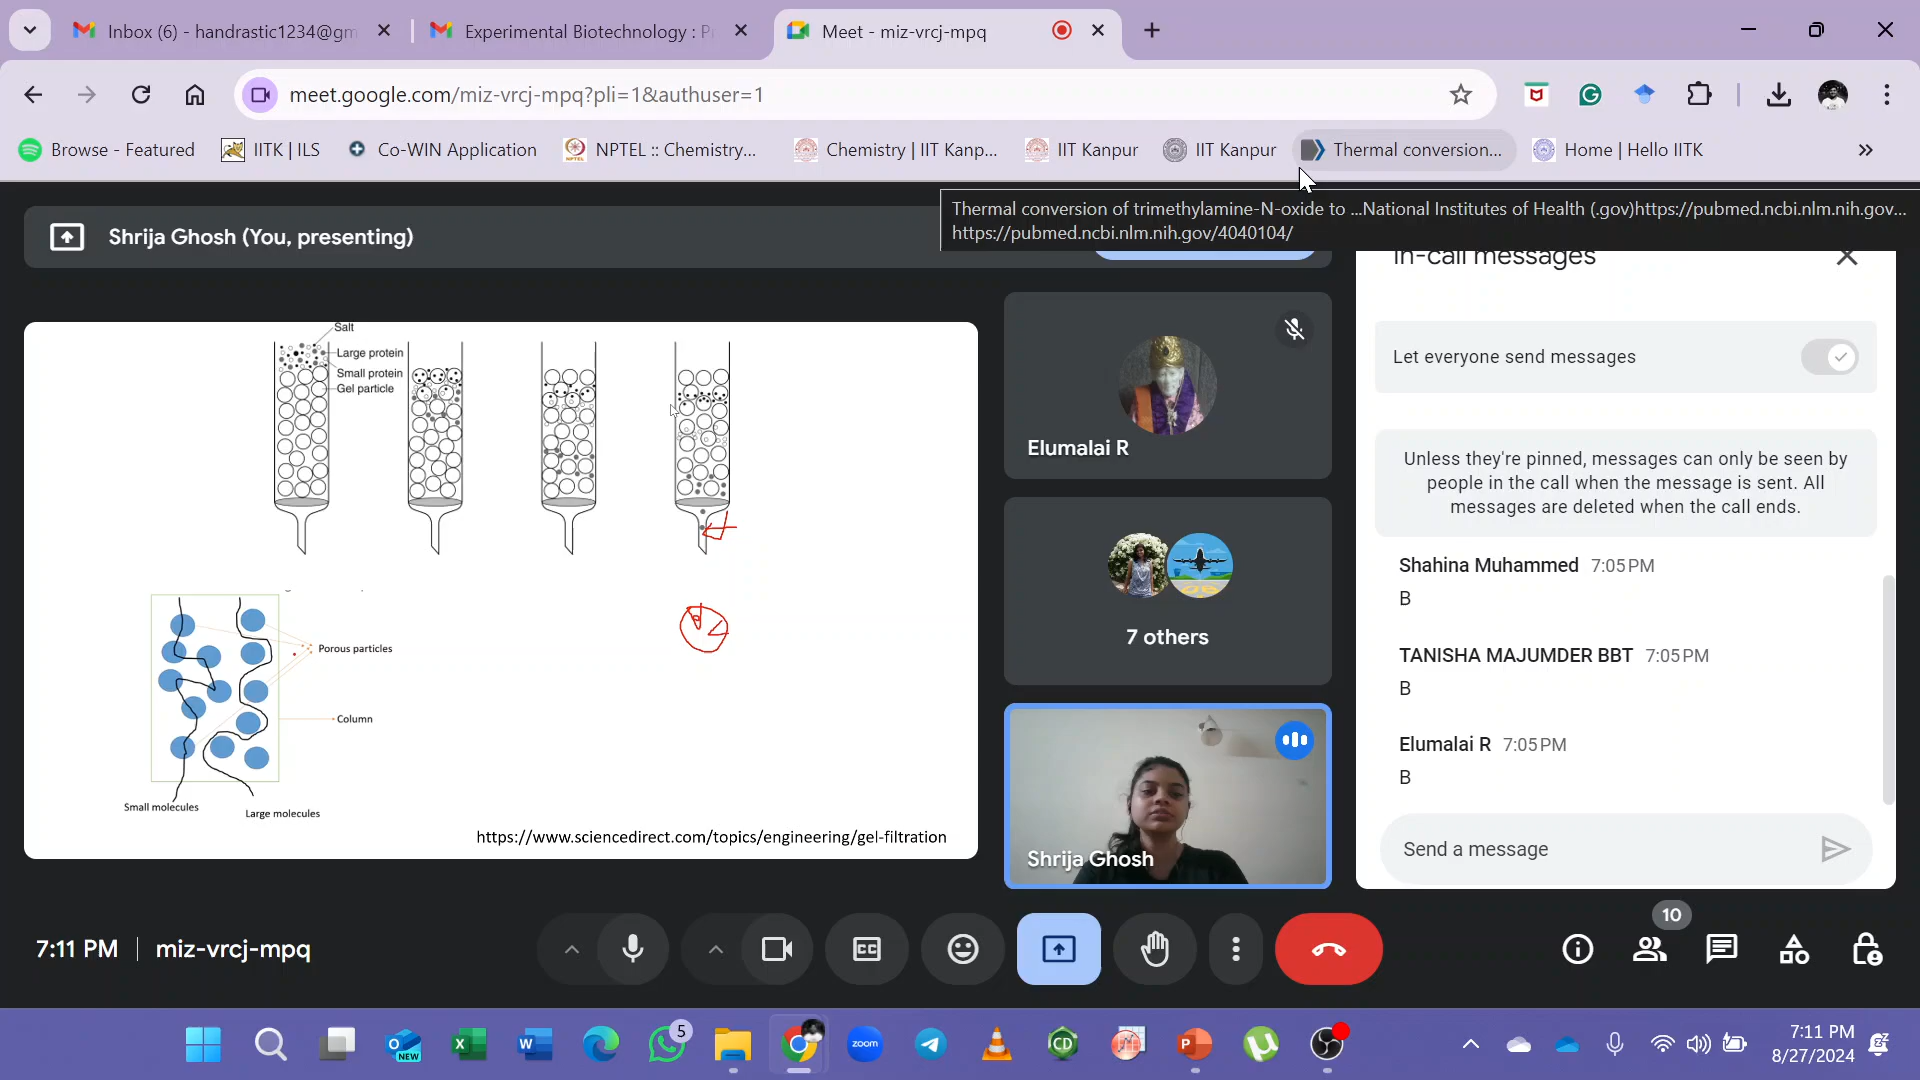 Inbox (6) - handrastic1234@gm
Experimental Biotechnology : P
Meet - miz-vrcj-mpq
meet.google.com/miz-vrcj-mpq?pli=1&authuser=1
Browse - Featured
IITK | ILS
Co-WIN Application
NPTEL :: Chemistry...
Chemistry | IIT Kanp...
IIT Kanpur
IIT Kanpur
Thermal conversion...
Home | Hello IITK
Thermal conversion of trimethylamine-N-oxide to ...National Institutes of Health (.gov)https://pubmed.ncbi.nlm.nih.gov...
https://pubmed.ncbi.nlm.nih.gov/4040104/
Shrija Ghosh (You, presenting)
In-call messages
Let everyone send messages
Unless they're pinned, messages can only be seen by
people in the call when the message is sent. All
messages are deleted when the call ends.
Shahina Muhammed 7:05 PM
B
TANISHA MAJUMDER BBT 7:05 PM
B
Elumalai R 7:05 PM
B
Send a message
Salt
Large protein
Small protein
Gel particle
Porous particles
Column
Small molecules
Large molecules
https://www.sciencedirect.com/topics/engineering/gel-filtration
Elumalai R
7 others
Shrija Ghosh
7:11 PM | miz-vrcj-mpq
CC
10
NEW
5
zoom
CD
7:11 PM
8/27/2024